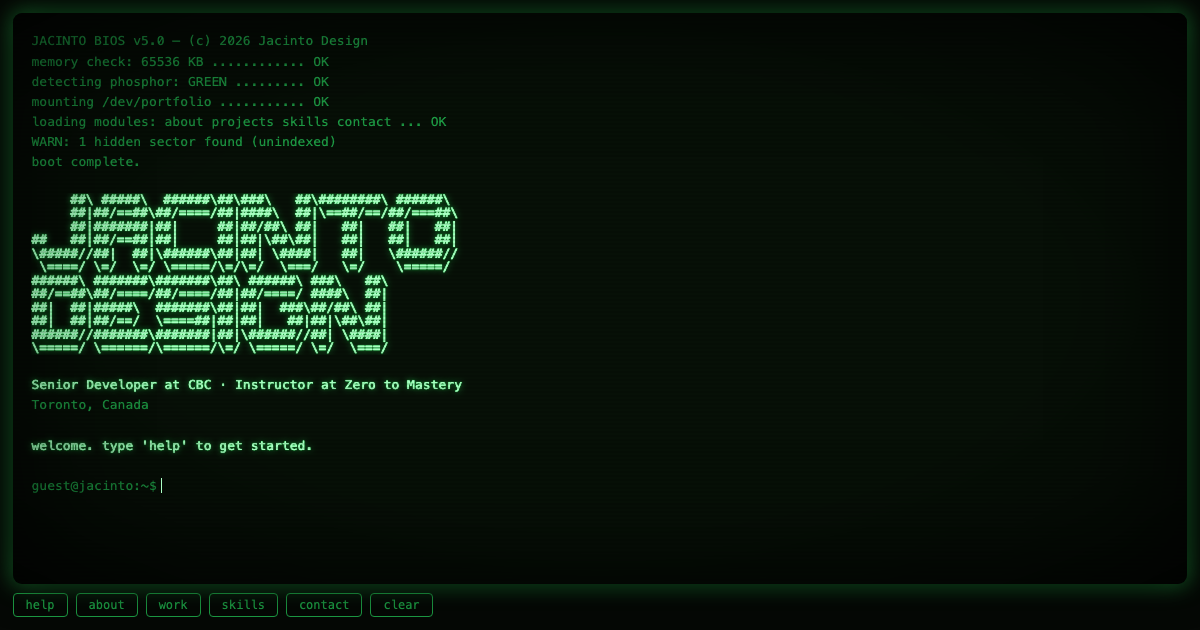 JACINTO BIOS v5.0 — (c) 2026 Jacinto Design
memory check: 65536 KB ............ OK
detecting phosphor: GREEN ......... OK
mounting /dev/portfolio ........... OK
loading modules: about projects skills contact ... OK
WARN: 1 hidden sector found (unindexed)
boot complete.
JACINTO
DESIGN
Senior Developer at CBC · Instructor at Zero to Mastery
Toronto, Canada
welcome. type 'help' to get started.
guest@jacinto:~$
help about work skills contact clear